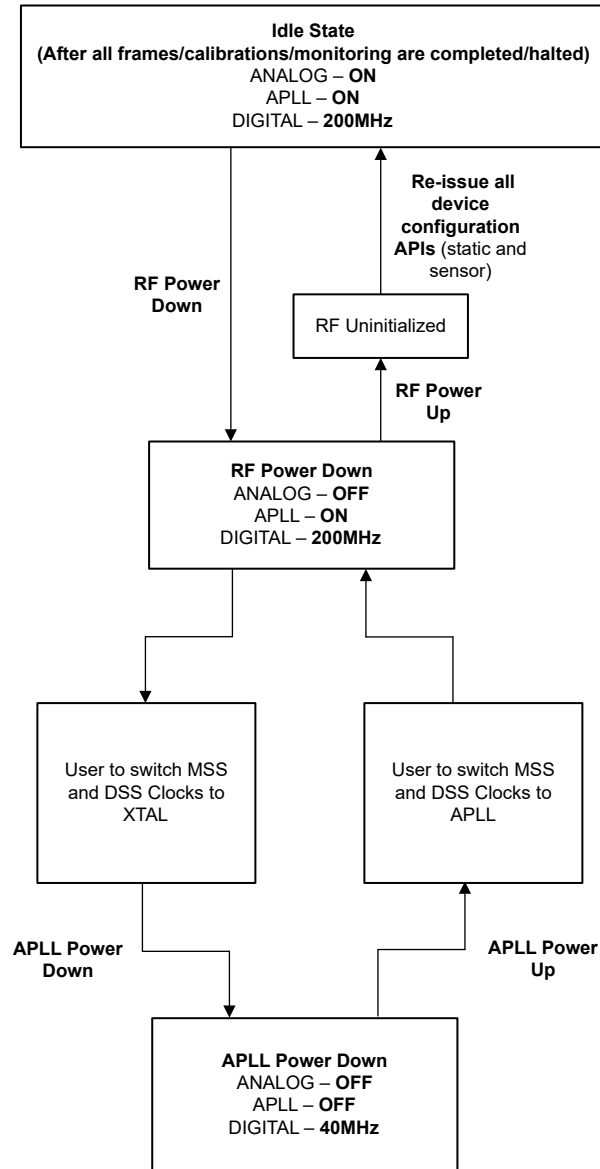 Idle State
(After all frames/calibrations/monitoring are completed/halted)
ANALOG – ON
APLL – ON
DIGITAL – 200MHz
Re-issue all
device
configuration
APIs (static and
sensor)
RF Power
Down
RF Uninitialized
RF Power
Up
RF Power Down
ANALOG – OFF
APLL – ON
DIGITAL – 200MHz
User to switch MSS
and DSS Clocks to
XTAL
User to switch MSS
and DSS Clocks to
APLL
APLL Power
Down
APLL Power
Up
APLL Power Down
ANALOG – OFF
APLL – OFF
DIGITAL – 40MHz